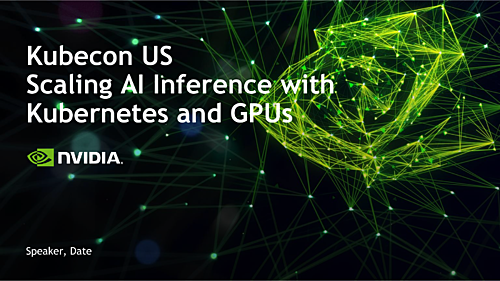 Kubecon US
Scaling AI Inference with
Kubernetes and GPUs
NVIDIA.
Speaker, Date